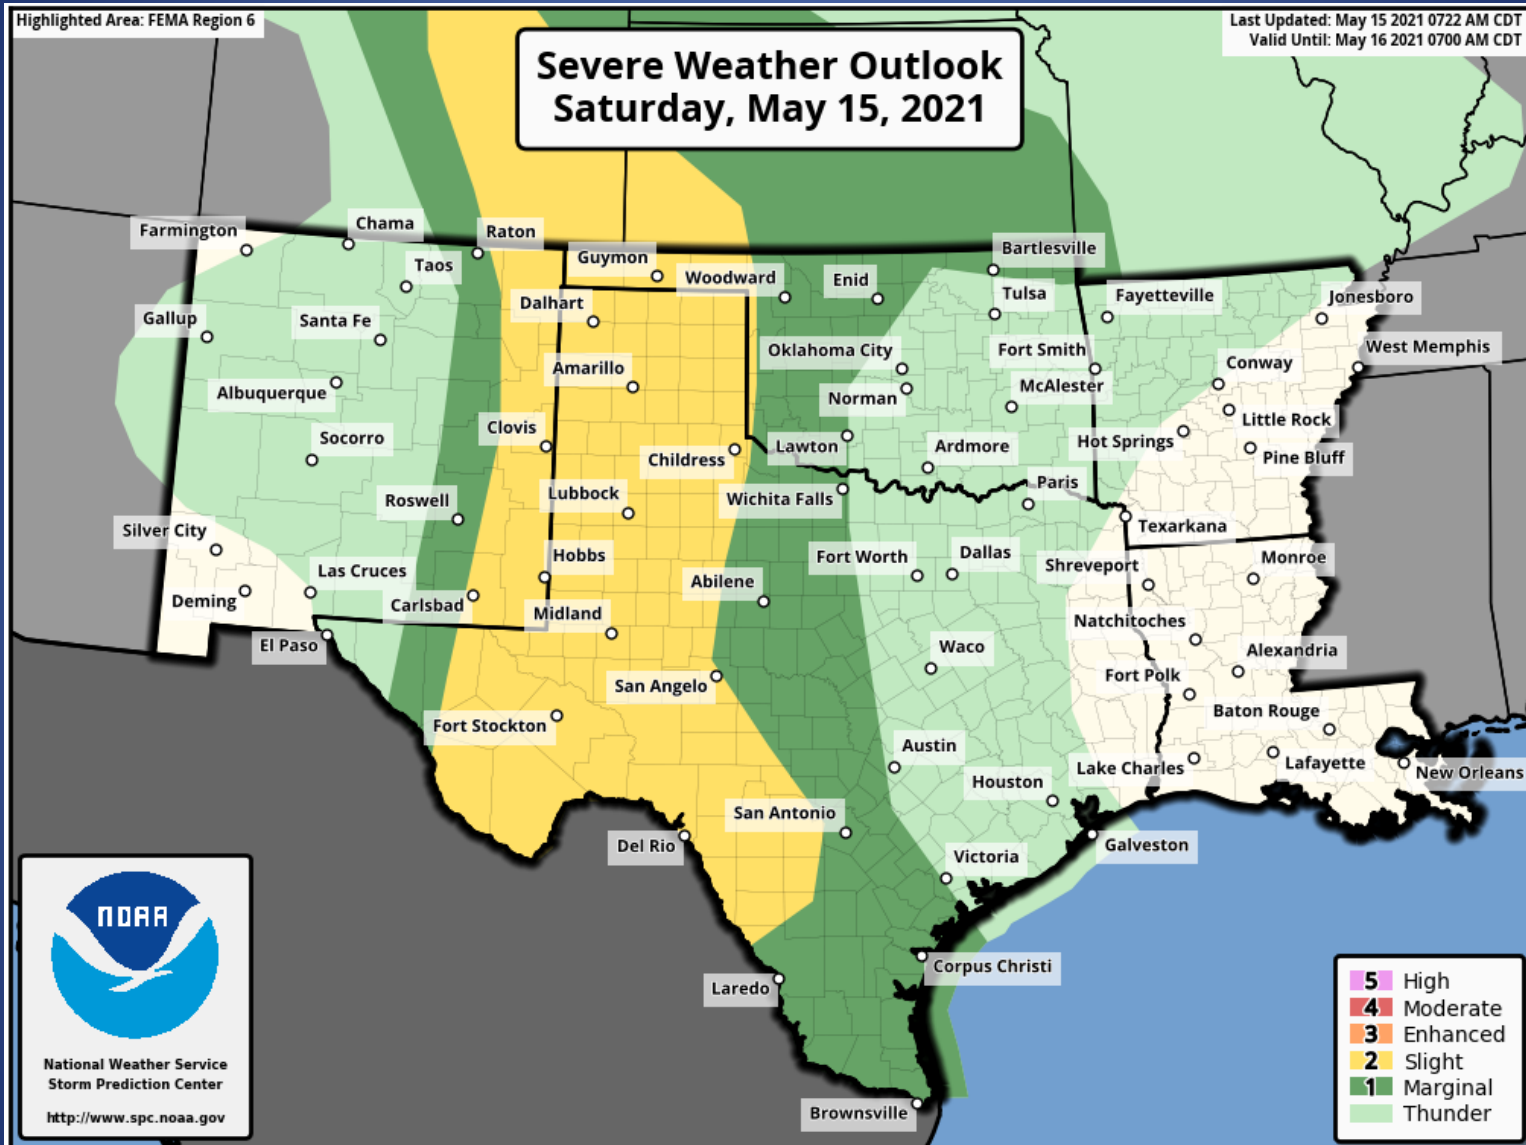 Highlighted Area: FEMA Region 6
Last Updated: May 15 2021 0722 AM CDT
Valid Until: May 16 2021 0700 AM CDT
Severe Weather Outlook
Saturday, May 15, 2021
Farmington
Chama
Raton
Taos
Guymon
Woodward
Enid
Bartlesville
Gallup
Santa Fe
Dalhart
Tulsa
Fayetteville
Jonesboro
Albuquerque
Amarillo
Oklahoma City
Fort Smith
Conway
West Memphis
Norman
McAlester
Socorro
Clovis
Childress
Lawton
Ardmore
Hot Springs
Little Rock
Pine Bluff
Roswell
Lubbock
Wichita Falls
Paris
Texarkana
Silver City
Hobbs
Fort Worth
Dallas
Shreveport
Monroe
Las Cruces
Deming
Carlsbad
Midland
Abilene
Natchitoches
El Paso
San Angelo
Waco
Fort Polk
Alexandria
Fort Stockton
Austin
Baton Rouge
Houston
Lake Charles
Lafayette
New Orleans
Del Rio
San Antonio
Victoria
Galveston
Laredo
Corpus Christi
Brownsville
NOAA
National Weather Service
Storm Prediction Center
http://www.spc.noaa.gov
5 High
4 Moderate
3 Enhanced
2 Slight
1 Marginal
Thunder